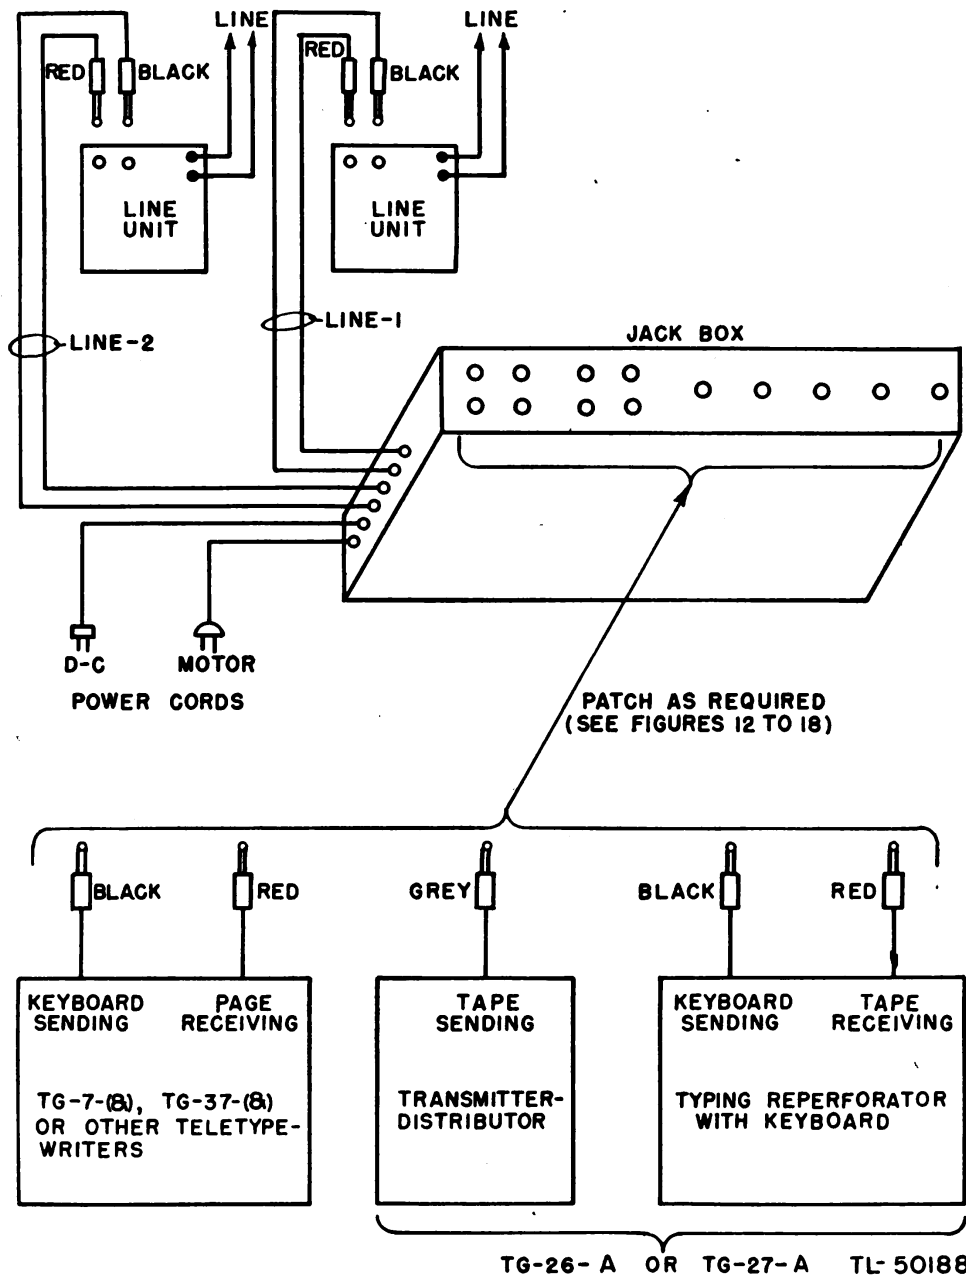 LINE
LINE
RED
BLACK
RED
BLACK
LINE
UNIT
LINE
UNIT
LINE-2
LINE-1
JACK BOX
D-C
MOTOR
POWER CORDS
PATCH AS REQUIRED
(SEE FIGURES 12 TO 18)
BLACK
RED
GREY
BLACK
RED
KEYBOARD
SENDING
PAGE
RECEIVING
TG-7-(&), TG-37-(&)
OR OTHER TELETYPE-
WRITERS
TAPE
SENDING
TRANSMITTER-
DISTRIBUTOR
KEYBOARD
SENDING
TAPE
RECEIVING
TYPING REPERFORATOR
WITH KEYBOARD
TG-26-A OR TG-27-A
TL-50188